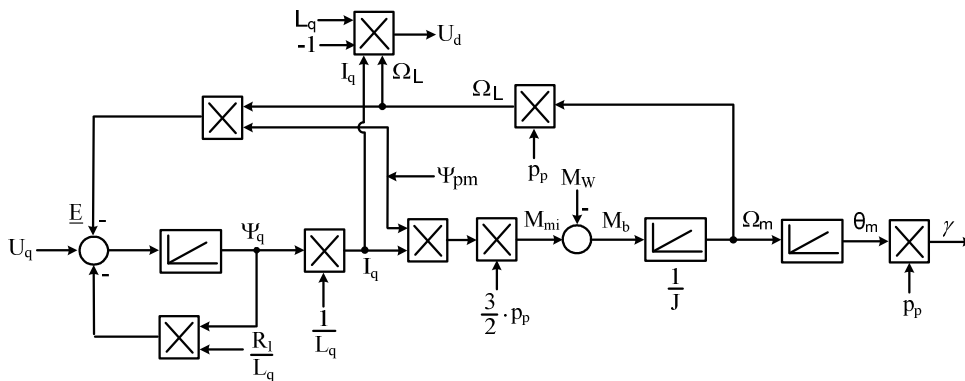 L_q
-1
U_d
I_q
Ω_L
Ω_L
p_p
Ψ_pm
M_W
-
E
-
U_q
-
Ψ_q
I_q
M_mi
M_b
Ω_m
θ_m
γ
1
L_q
3
2 · p_p
1
J
p_p
R_1
L_q